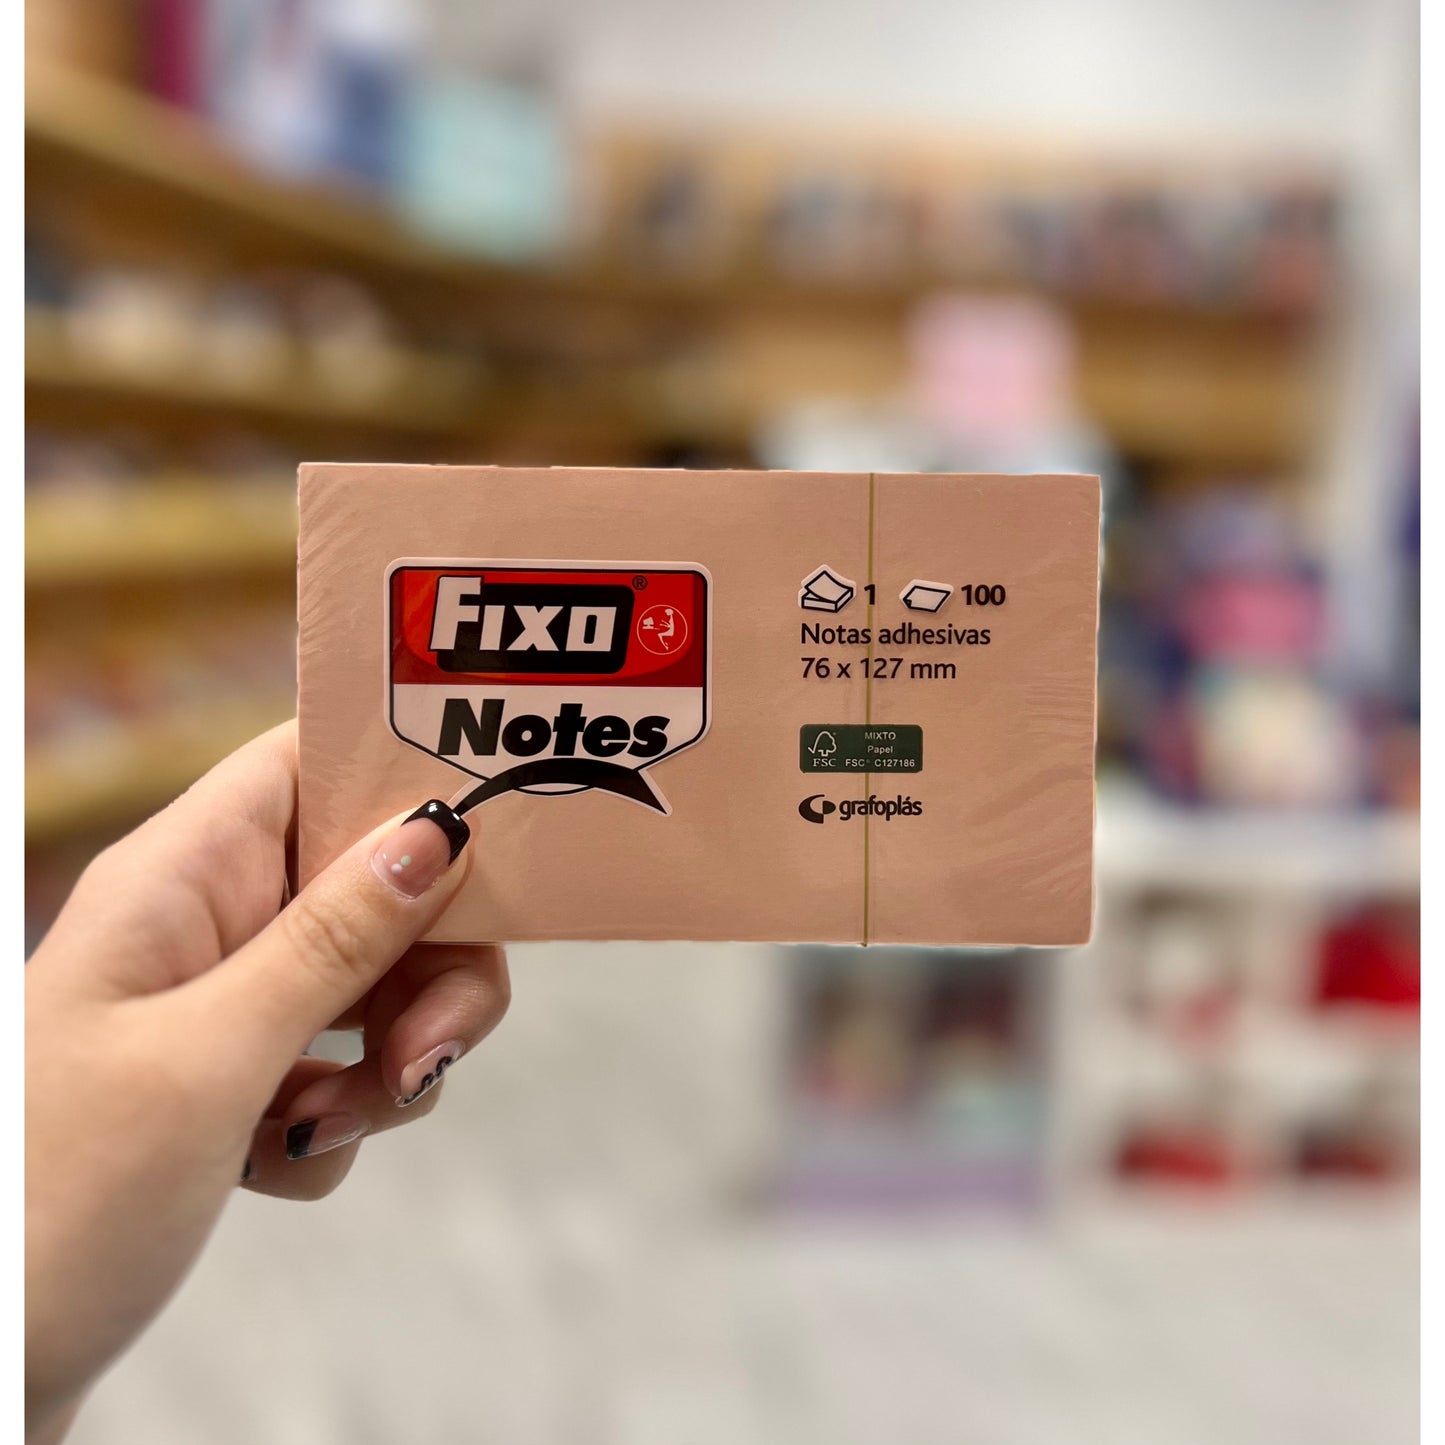 FIXO ®
Notes
1 100
Notas adhesivas
76 x 127 mm
MIXTO
Papel
FSC
FSC® C127186
grafoplás